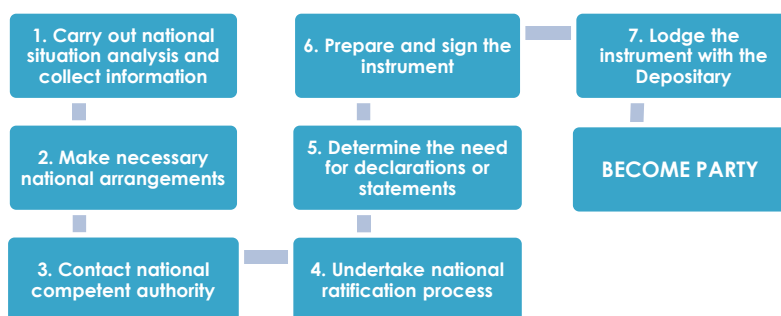 1. Carry out national
situation analysis and
collect information
2. Make necessary
national arrangements
3. Contact national
competent authority
4. Undertake national
ratification process
5. Determine the need
for declarations or
statements
6. Prepare and sign the
instrument
7. Lodge the
instrument with the
Depositary
BECOME PARTY